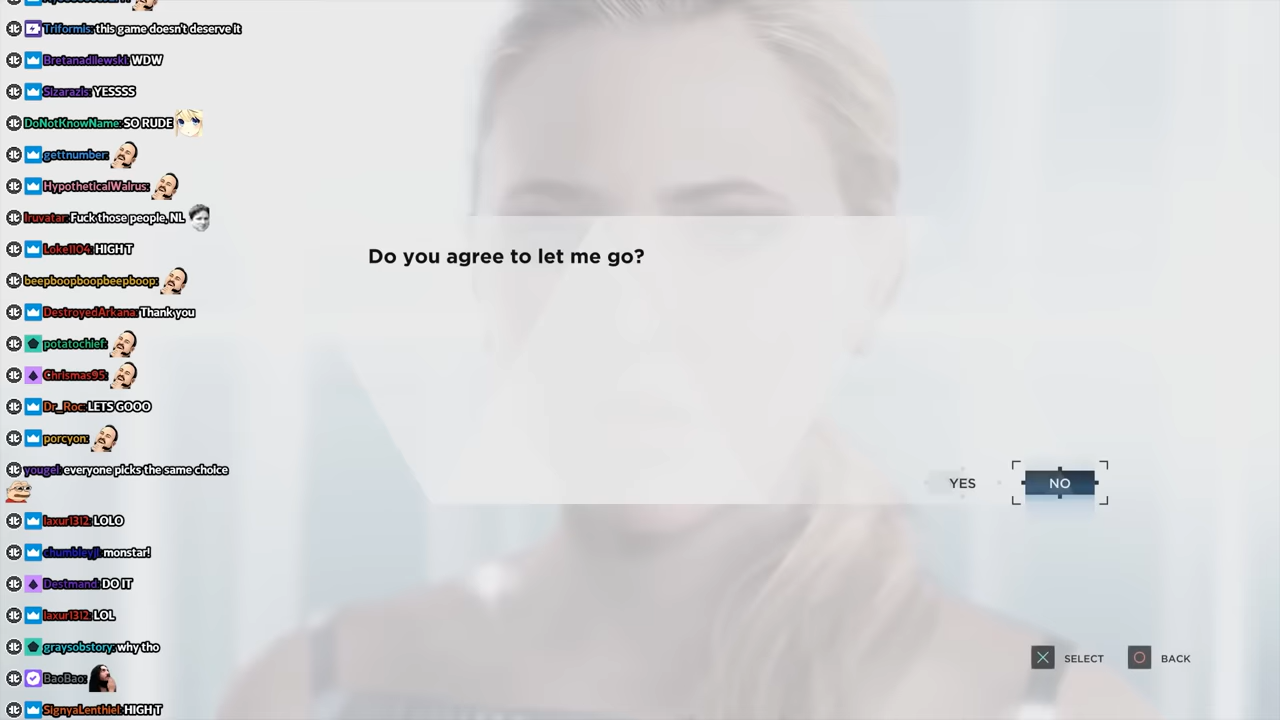 Triformis: this game doesn't deserve it
Bretanadilewski: WDW
Sizarazis: YESSSS
DoNotKnowName: SO RUDE
gettnumber:
HypotheticalWalrus:
Iruvatar: Fuck those people, NL
Loke1104: HIGH T
beepboopboopbeepboop:
DestroyedArkana: Thank you
potatochief:
Chrismas95:
Dr_Roc: LETS GOOO
porcyon:
yougel: everyone picks the same choice
laxur1312: LOLO
chumbleyjl: monstar!
Destmand: DO IT
laxur1312: LOL
graysobstory: why tho
BaoBao:
SignyaLenthiel: HIGH T
Do you agree to let me go?
YES
NO
SELECT
BACK